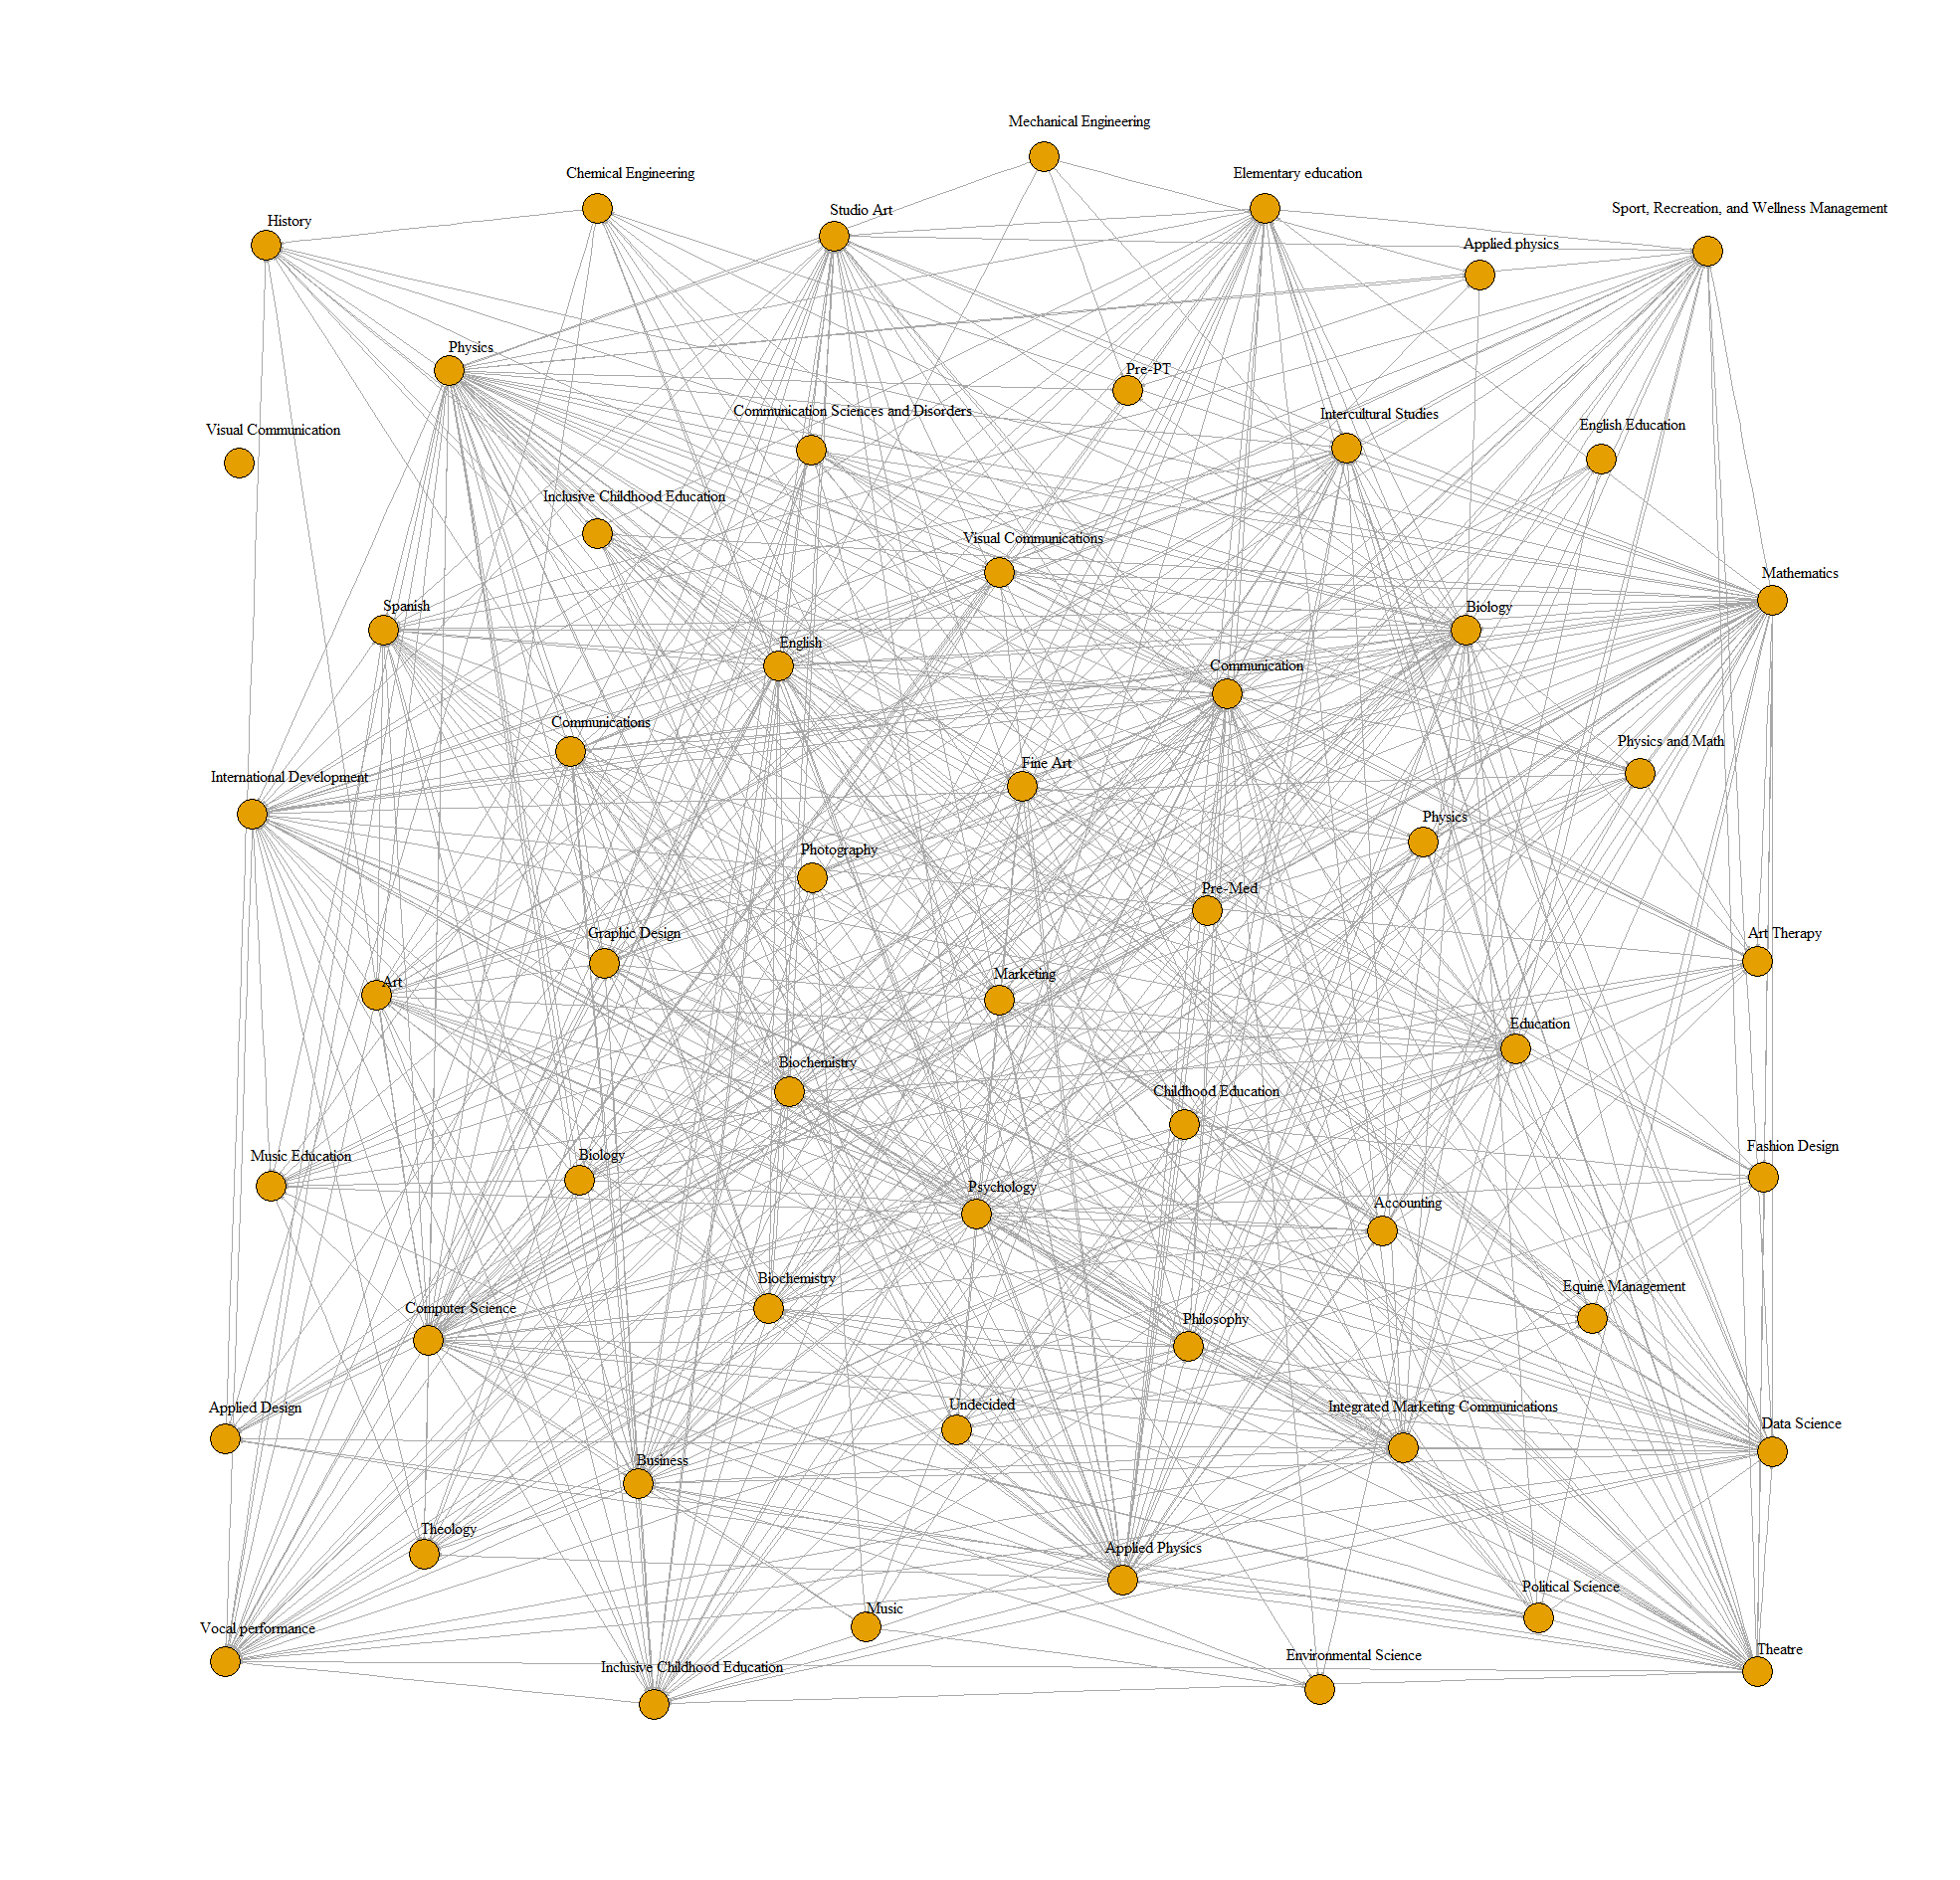 Mechanical Engineering
Chemical Engineering
Elementary education
Studio Art
Sport, Recreation, and Wellness Management
History
Applied physics
Physics
Pre-PT
Communication Sciences and Disorders
Intercultural Studies
English Education
Visual Communication
Inclusive Childhood Education
Visual Communications
Mathematics
Spanish
Biology
English
Communication
Communications
Physics and Math
Fine Art
International Development
Physics
Photography
Pre-Med
Graphic Design
Art Therapy
Marketing
Art
Education
Biochemistry
Childhood Education
Fashion Design
Music Education
Biology
Psychology
Accounting
Biochemistry
Equine Management
Computer Science
Philosophy
Undecided
Integrated Marketing Communications
Applied Design
Data Science
Business
Theology
Applied Physics
Political Science
Music
Vocal performance
Theatre
Environmental Science
Inclusive Childhood Education